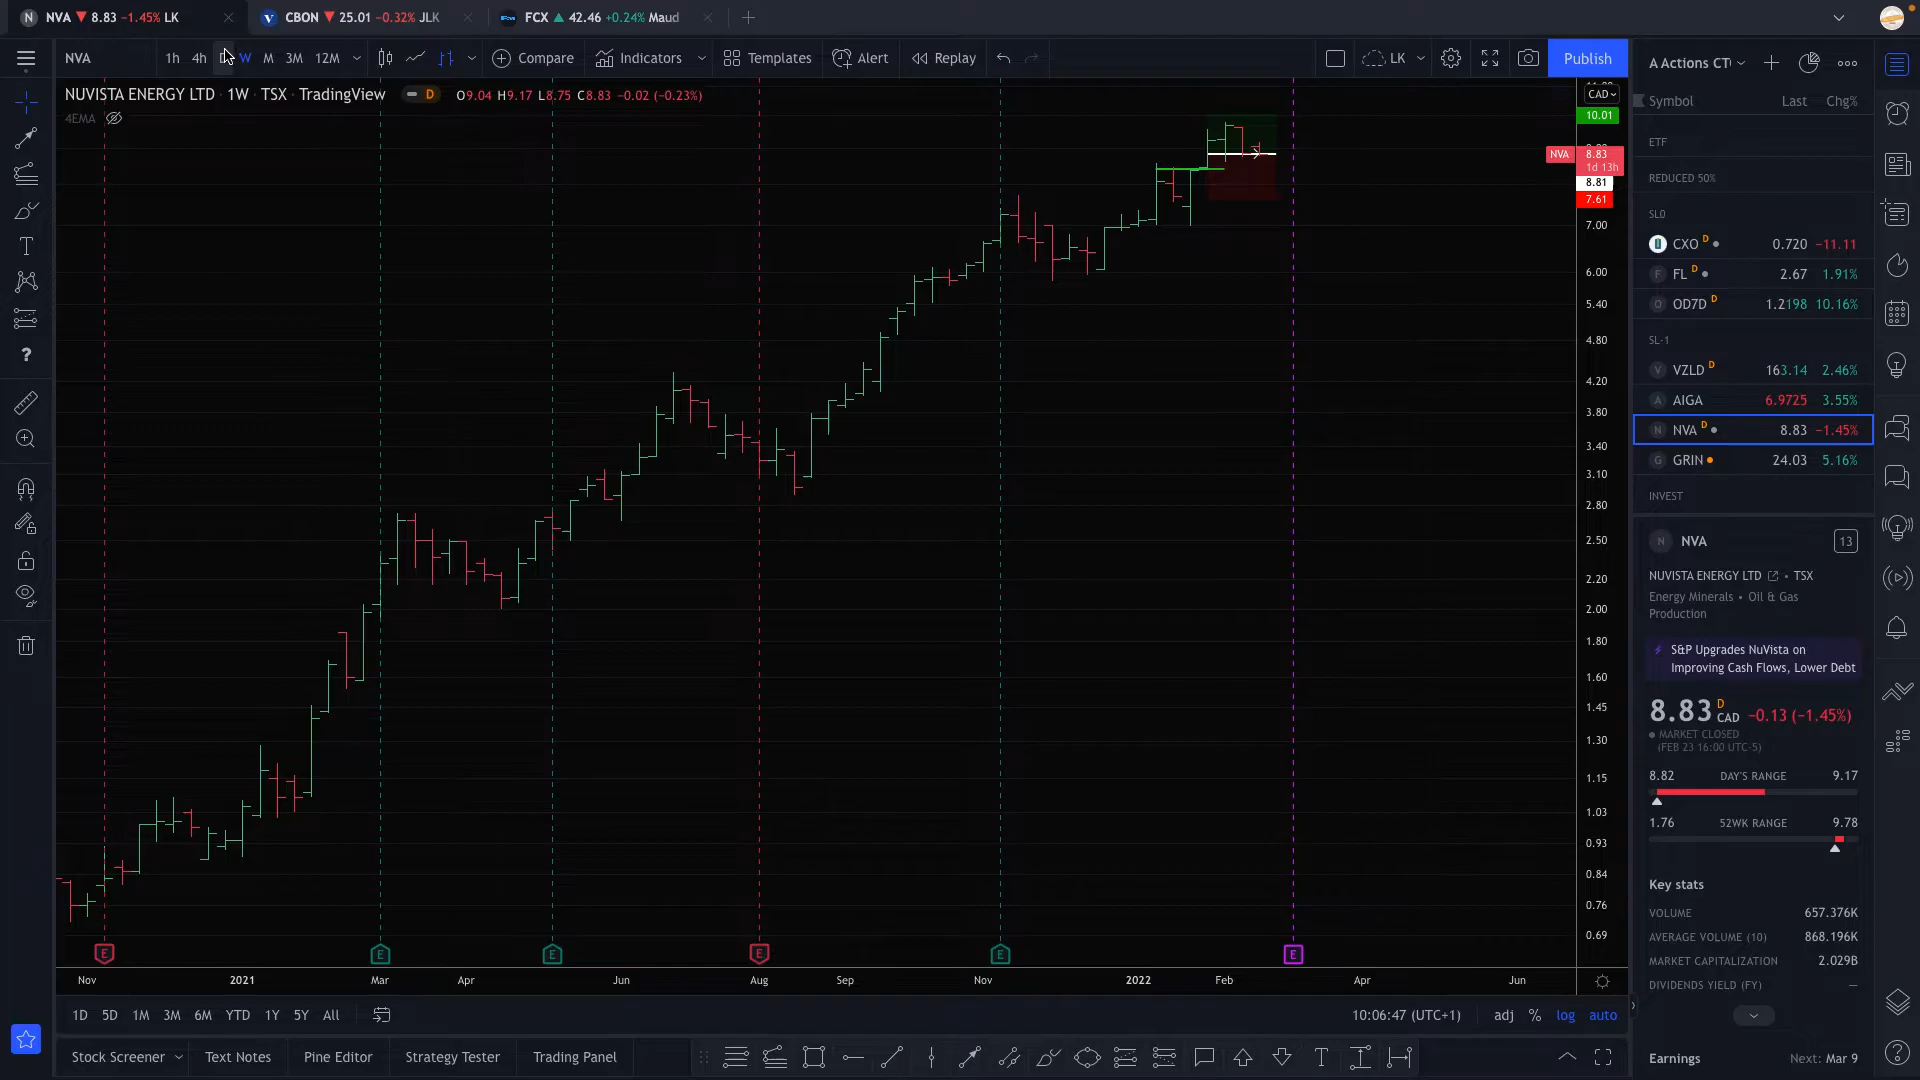 NVA 8.83 −1.45% LK
CBON 25.01 −0.32% JLK
FCX 42.46 +0.24% Maud
NVA 1h 4h D W M 3M 12M Compare Indicators Templates Alert Replay LK Publish
NUVISTA ENERGY LTD · 1W · TSX · TradingView D O9.04 H9.17 L8.75 C8.83 −0.02 (−0.23%)
4EMA
CAD
10.01
NVA 8.83
1d 13h
8.81
7.61
7.00
6.00
5.40
4.80
4.20
3.80
3.40
3.10
2.80
2.50
2.20
2.00
1.80
1.60
1.45
1.30
1.15
1.03
0.93
0.84
0.76
0.69
E E E E E E
Nov 2021 Mar Apr Jun Aug Sep Nov 2022 Feb Apr Jun
1D 5D 1M 3M 6M YTD 1Y 5Y All
10:06:47 (UTC+1) adj % log auto
Stock Screener Text Notes Pine Editor Strategy Tester Trading Panel
Symbol Last Chg%
ETF
REDUCED 50%
SL0
CXO D 0.720 −11.11
FL D 2.67 1.91%
OD7D D 1.2198 10.16%
SL-1
VZLD D 163.14 2.46%
AIGA 6.9725 3.55%
NVA D 8.83 −1.45%
GRIN 24.03 5.16%
INVEST
N NVA 13
NUVISTA ENERGY LTD • TSX
Energy Minerals • Oil & Gas
Production
S&P Upgrades NuVista on
Improving Cash Flows, Lower Debt
8.83 D CAD −0.13 (−1.45%)
MARKET CLOSED
(FEB 23 16:00 UTC-5)
8.82 DAY'S RANGE 9.17
1.76 52WK RANGE 9.78
Key stats
VOLUME 657.376K
AVERAGE VOLUME (10) 868.196K
MARKET CAPITALIZATION 2.029B
DIVIDENDS YIELD (FY) —
Earnings Next: Mar 9